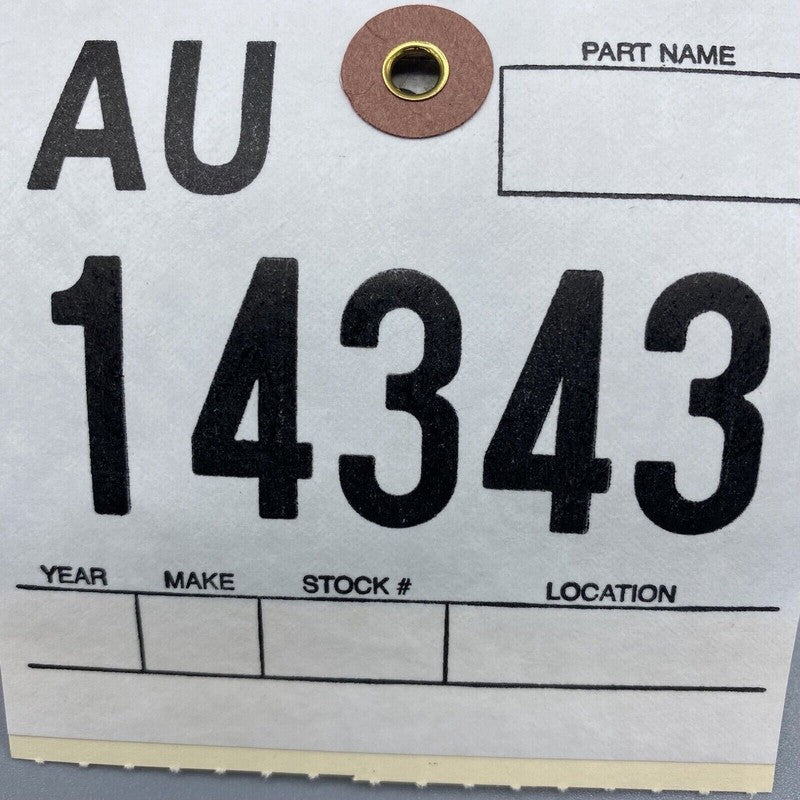 AU
PART NAME
14343
YEAR MAKE STOCK # LOCATION